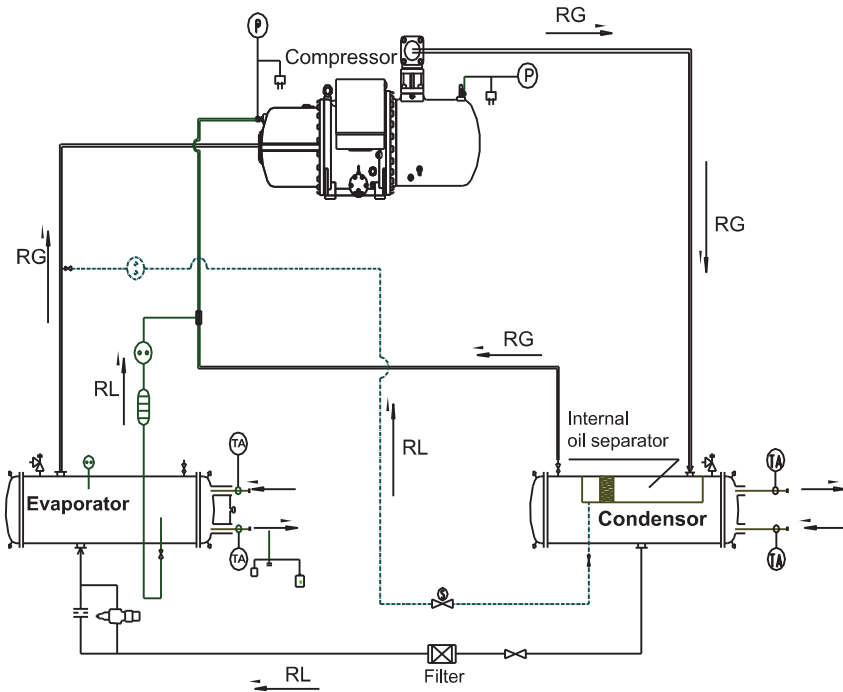 RG
P
Compressor
P
RG
RG
RG
RL
RL
Internal
oil separator
TA
TA
Evaporator
Condensor
TA
TA
S
Filter
RL